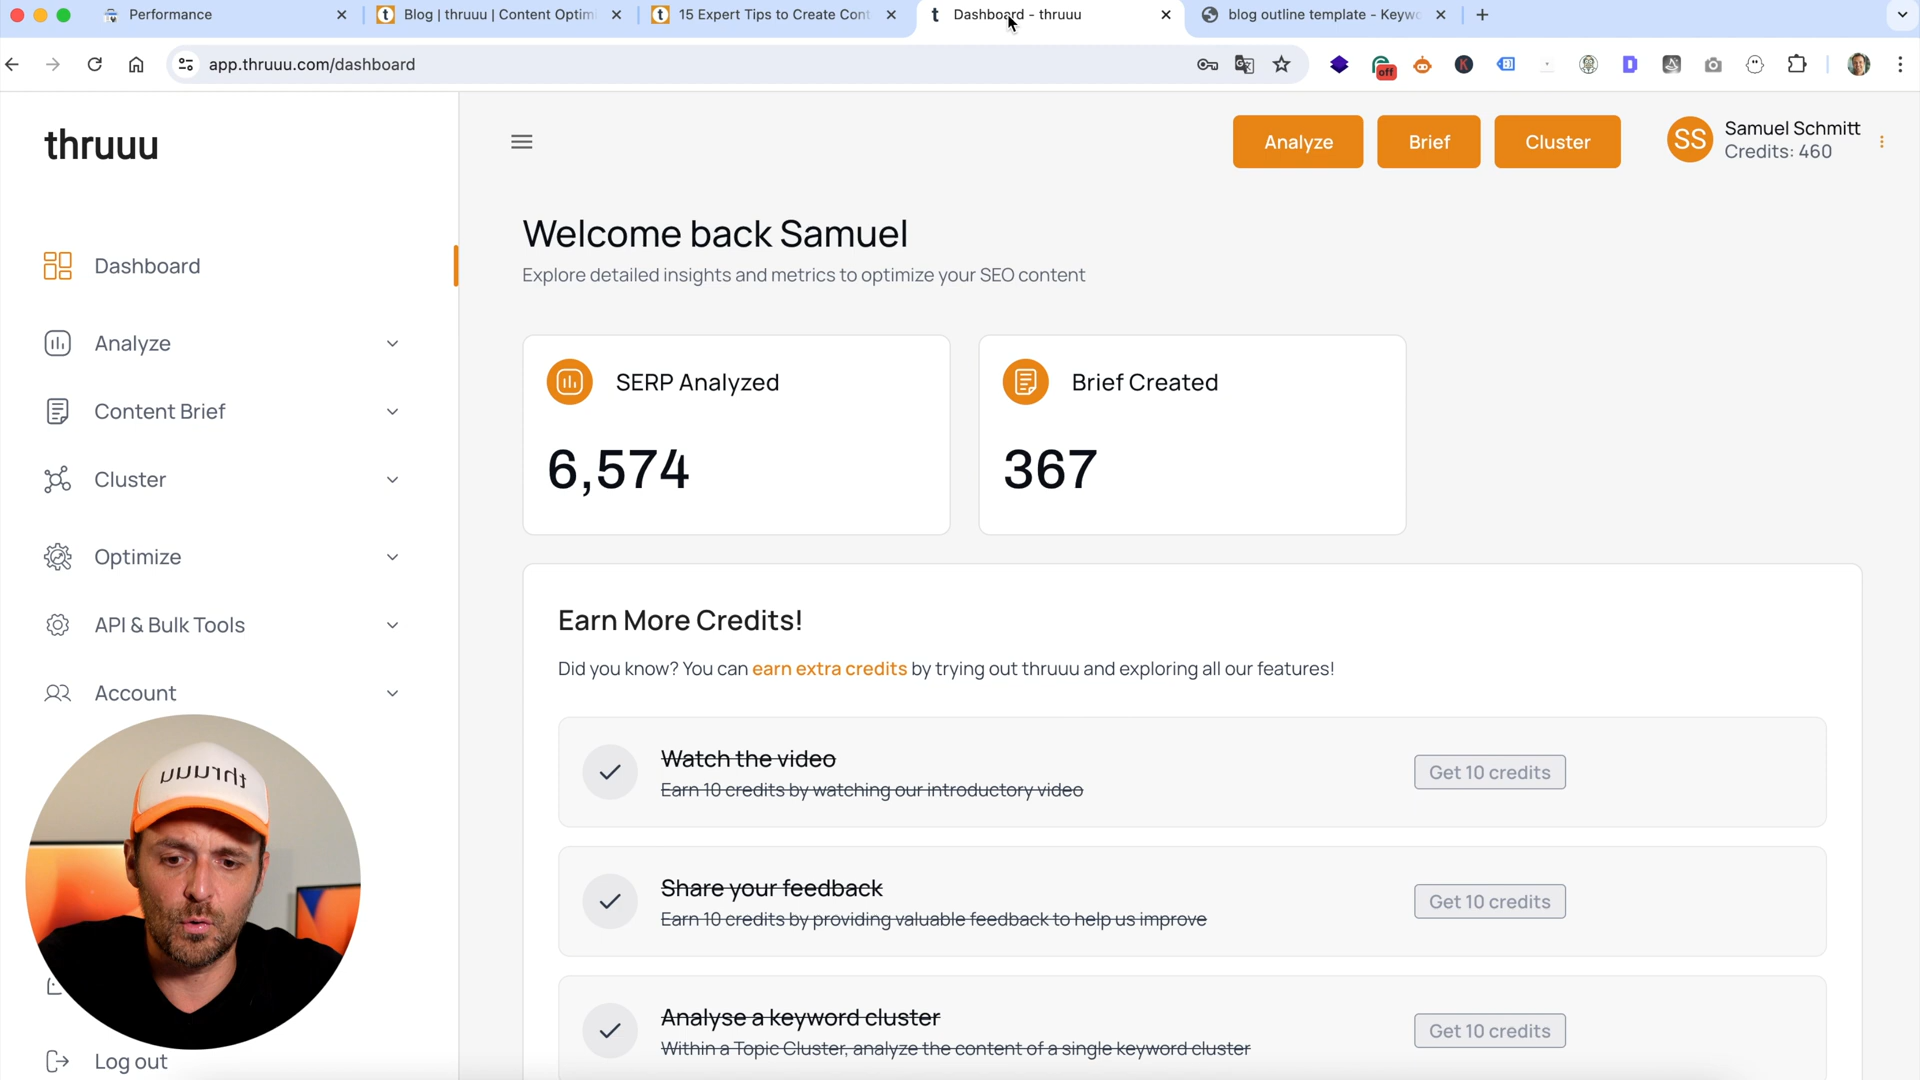 Performance
Blog | thruuu | Content Optim
15 Expert Tips to Create Cont
Dashboard - thruuu
blog outline template - Keywo
app.thruuu.com/dashboard
off
thruuu
Analyze
Brief
Cluster
SS
Samuel Schmitt
Credits: 460
Dashboard
Analyze
Content Brief
Cluster
Optimize
API & Bulk Tools
Account
Log out
Welcome back Samuel
Explore detailed insights and metrics to optimize your SEO content
SERP Analyzed
6,574
Brief Created
367
Earn More Credits!
Did you know? You can earn extra credits by trying out thruuu and exploring all our features!
Watch the video
Earn 10 credits by watching our introductory video
Get 10 credits
Share your feedback
Earn 10 credits by providing valuable feedback to help us improve
Get 10 credits
Analyse a keyword cluster
Within a Topic Cluster, analyze the content of a single keyword cluster
Get 10 credits
thruuu